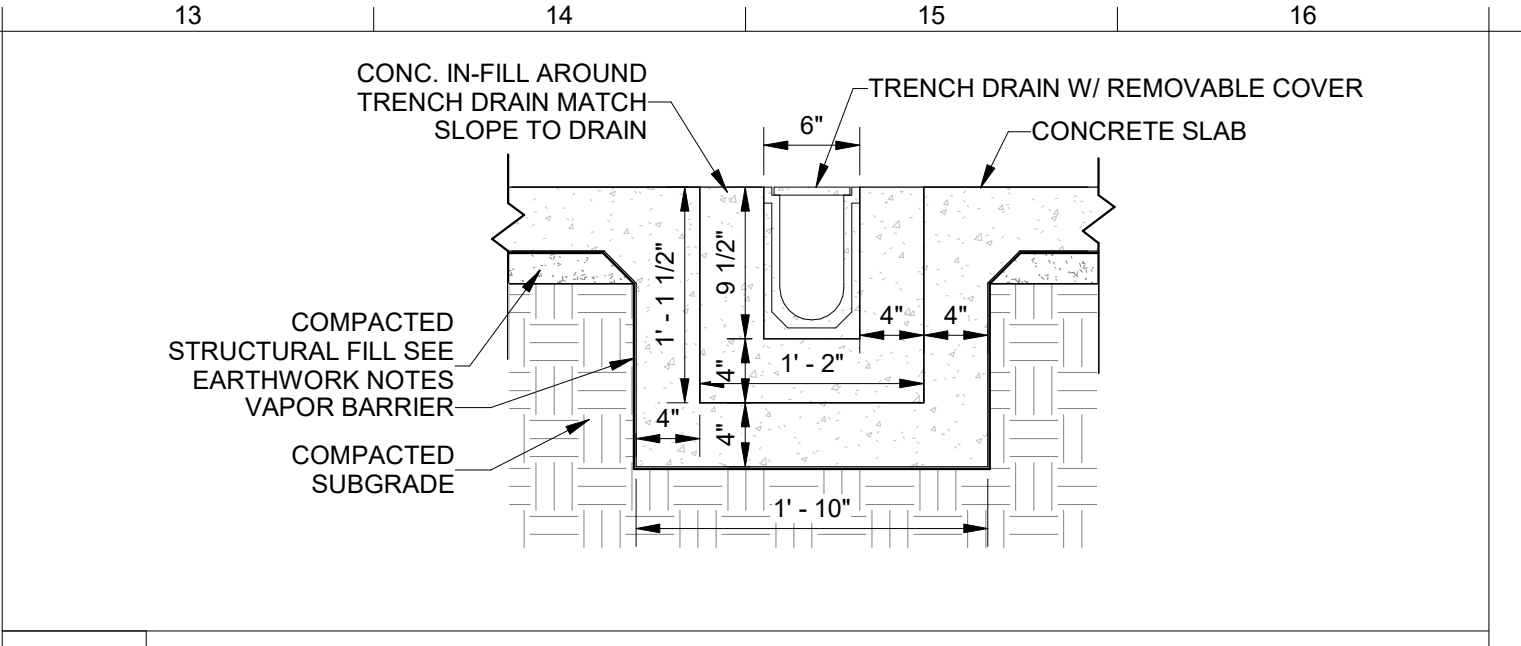 13
14
15
16
CONC. IN-FILL AROUND
TRENCH DRAIN MATCH
SLOPE TO DRAIN
TRENCH DRAIN W/ REMOVABLE COVER
6"
CONCRETE SLAB
1' - 1 1/2"
9 1/2"
4"
4"
COMPACTED
STRUCTURAL FILL SEE
EARTHWORK NOTES
VAPOR BARRIER
4"
1' - 2"
4"
4"
COMPACTED
SUBGRADE
1' - 10"